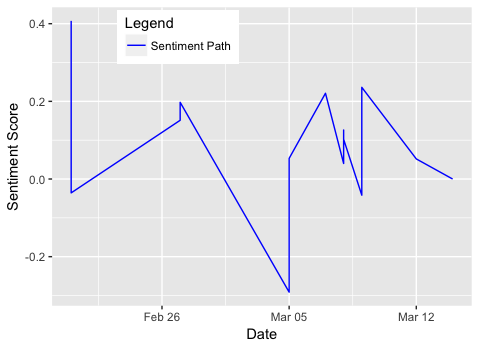 Legend
Sentiment Path
Sentiment Score
0.4
0.2
0.0
-0.2
Feb 26
Mar 05
Mar 12
Date